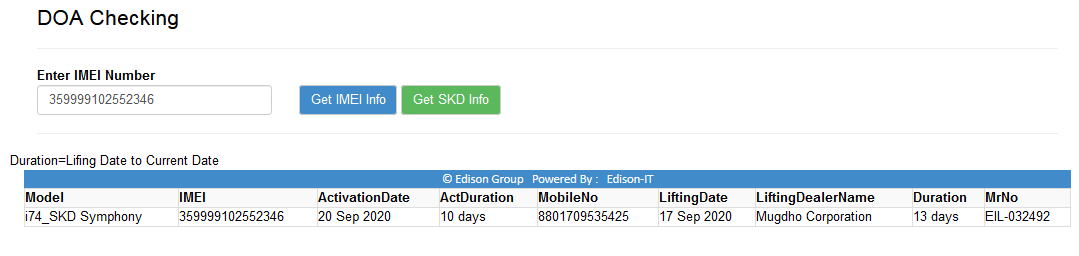 DOA Checking
Enter IMEI Number
359999102552346 Get IMEI Info Get SKD Info
Duration=Lifing Date to Current Date
© Edison Group Powered By : Edison-IT
Model IMEI ActivationDate ActDuration MobileNo LiftingDate LiftingDealerName Duration MrNo
i74_SKD Symphony 359999102552346 20 Sep 2020 10 days 8801709535425 17 Sep 2020 Mugdho Corporation 13 days EIL-032492